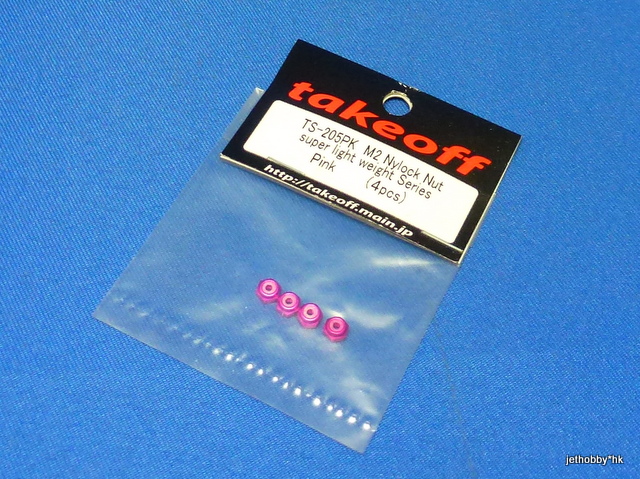 takeoff
TS-205PK M2 Nylock Nut
super light weight Series
Pink (4pcs)
http://takeoff.main.jp
jethobby*hk